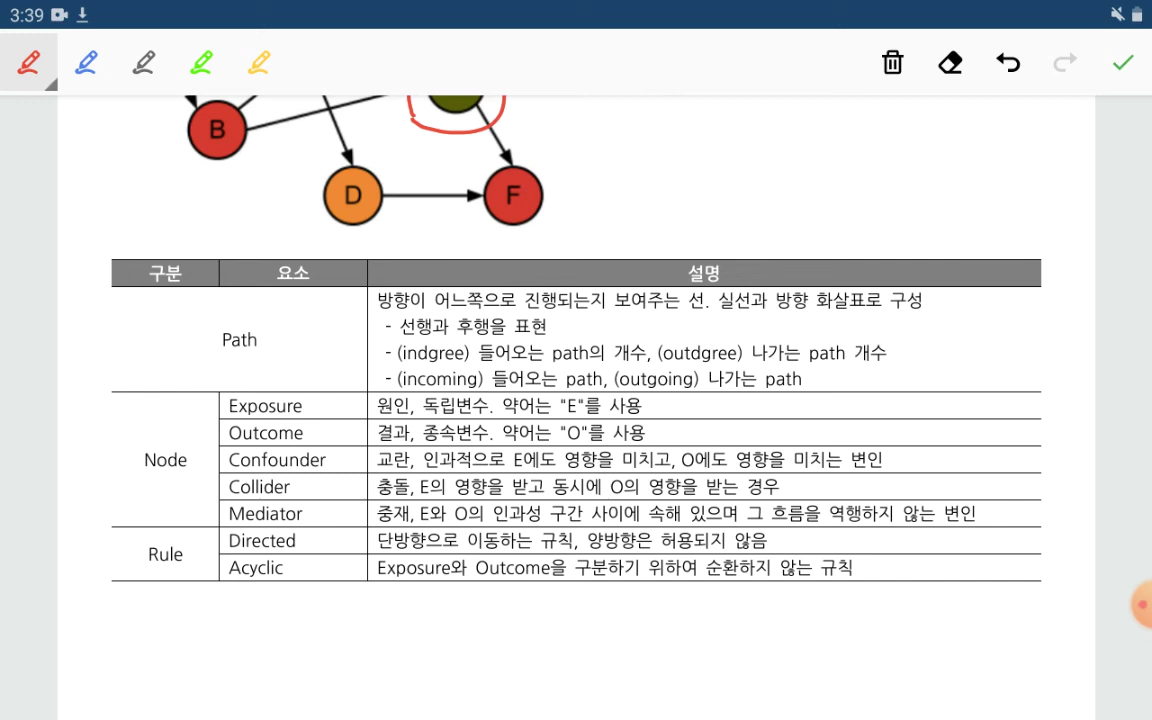 3:39
B
D
F
구분 요소 설명
Path
방향이 어느쪽으로 진행되는지 보여주는 선. 실선과 방향 화살표로 구성
- 선행과 후행을 표현
- (indgree) 들어오는 path의 개수, (outdgree) 나가는 path 개수
- (incoming) 들어오는 path, (outgoing) 나가는 path
Node
Exposure 원인, 독립변수. 약어는 "E"를 사용
Outcome 결과, 종속변수. 약어는 "O"를 사용
Confounder 교란, 인과적으로 E에도 영향을 미치고, O에도 영향을 미치는 변인
Collider 충돌, E의 영향을 받고 동시에 O의 영향을 받는 경우
Mediator 중재, E와 O의 인과성 구간 사이에 속해 있으며 그 흐름을 역행하지 않는 변인
Rule
Directed 단방향으로 이동하는 규칙, 양방향은 허용되지 않음
Acyclic Exposure와 Outcome을 구분하기 위하여 순환하지 않는 규칙